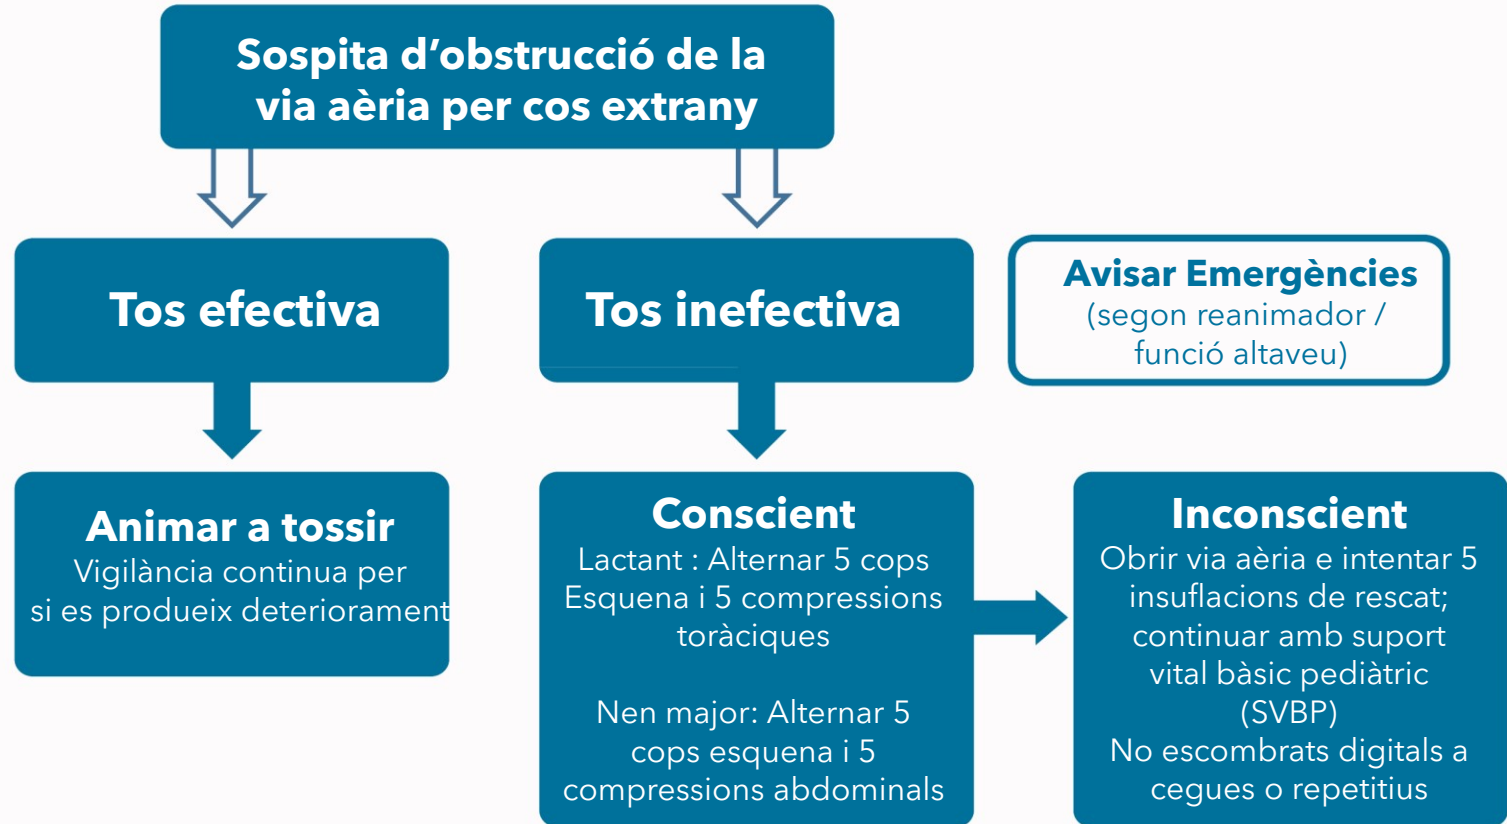 Sospita d’obstrucció de la
via aèria per cos extrany
Tos efectiva
Tos inefectiva
Avisar Emergències
(segon reanimador /
funció altaveu)
Animar a tossir
Vigilància continua per
si es produeix deteriorament
Conscient
Lactant : Alternar 5 cops
Esquena i 5 compressions
toràciques
Nen major: Alternar 5
cops esquena i 5
compressions abdominals
Inconscient
Obrir via aèria e intentar 5
insuflacions de rescat;
continuar amb suport
vital bàsic pediàtric
(SVBP)
No escombrats digitals a
cegues o repetitius